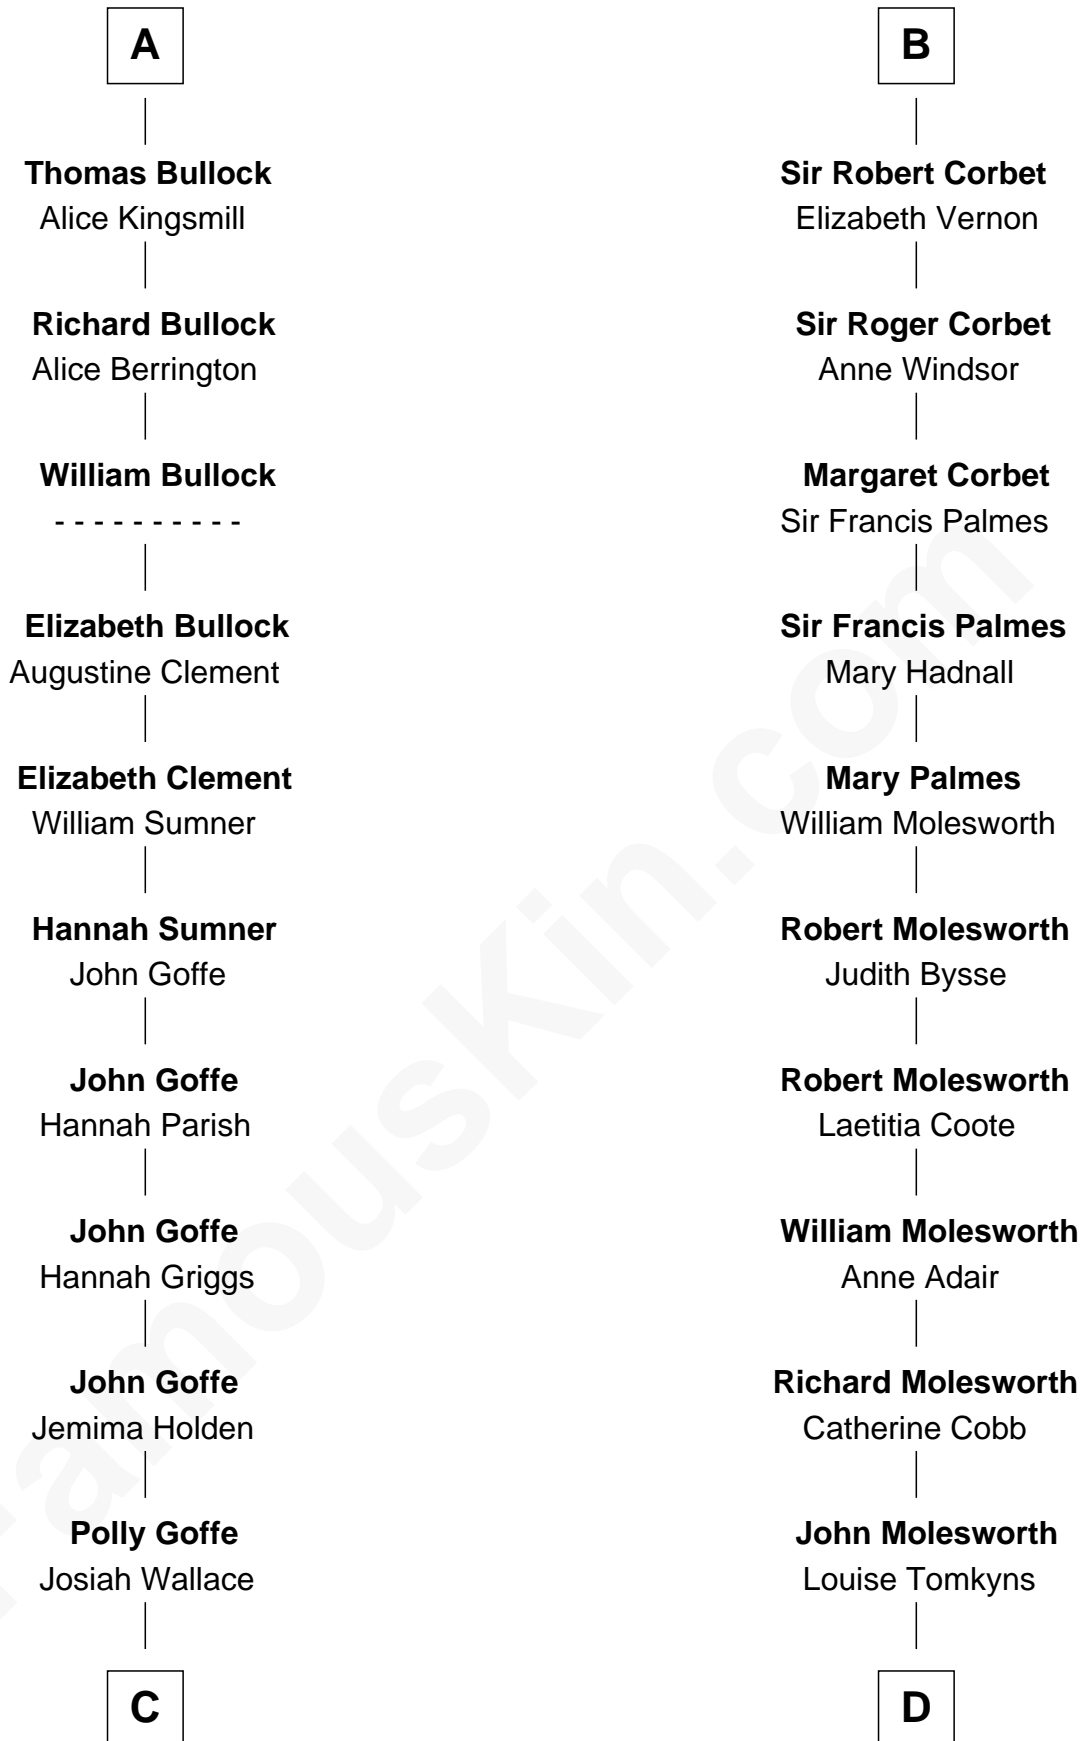 A
Thomas Bullock
Alice Kingsmill
Richard Bullock
Alice Berrington
William Bullock
- - - - - - - - - -
Elizabeth Bullock
Augustine Clement
Elizabeth Clement
William Sumner
Hannah Sumner
John Goffe
John Goffe
Hannah Parish
John Goffe
Hannah Griggs
John Goffe
Jemima Holden
Polly Goffe
Josiah Wallace
C
B
Sir Robert Corbet
Elizabeth Vernon
Sir Roger Corbet
Anne Windsor
Margaret Corbet
Sir Francis Palmes
Sir Francis Palmes
Mary Hadnall
Mary Palmes
William Molesworth
Robert Molesworth
Judith Bysse
Robert Molesworth
Laetitia Coote
William Molesworth
Anne Adair
Richard Molesworth
Catherine Cobb
John Molesworth
Louise Tomkyns
D
FamousKin.com